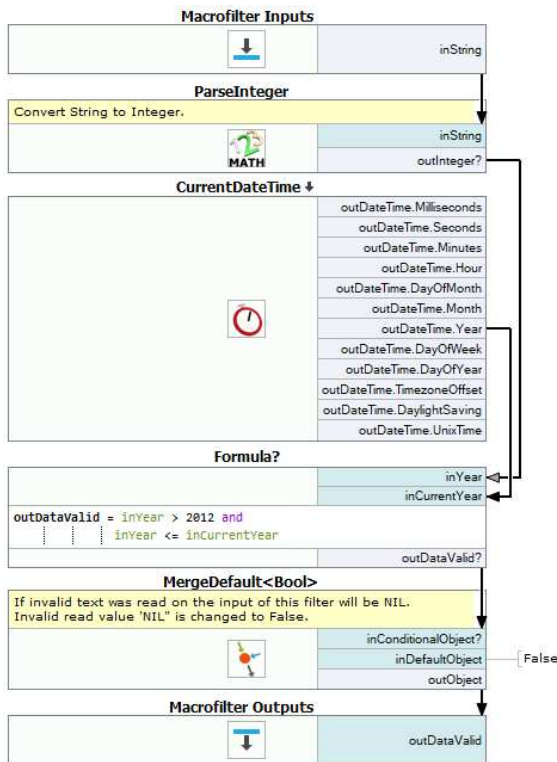 Macrofilter Inputs
inString
ParseInteger
Convert String to Integer.
inString
MATH
outInteger?
CurrentDateTime
outDateTime.Milliseconds
outDateTime.Seconds
outDateTime.Minutes
outDateTime.Hour
outDateTime.DayOfMonth
outDateTime.Month
outDateTime.Year
outDateTime.DayOfWeek
outDateTime.DayOfYear
outDateTime.TimezoneOffset
outDateTime.DaylightSaving
outDateTime.UnixTime
Formula?
inYear
inCurrentYear
outDataValid = inYear > 2012 and
inYear <= inCurrentYear
outDataValid?
MergeDefault<Bool>
If invalid text was read on the input of this filter will be NIL.
Invalid read value 'NIL" is changed to False.
inConditionalObject?
inDefaultObject
False
outObject
Macrofilter Outputs
outDataValid